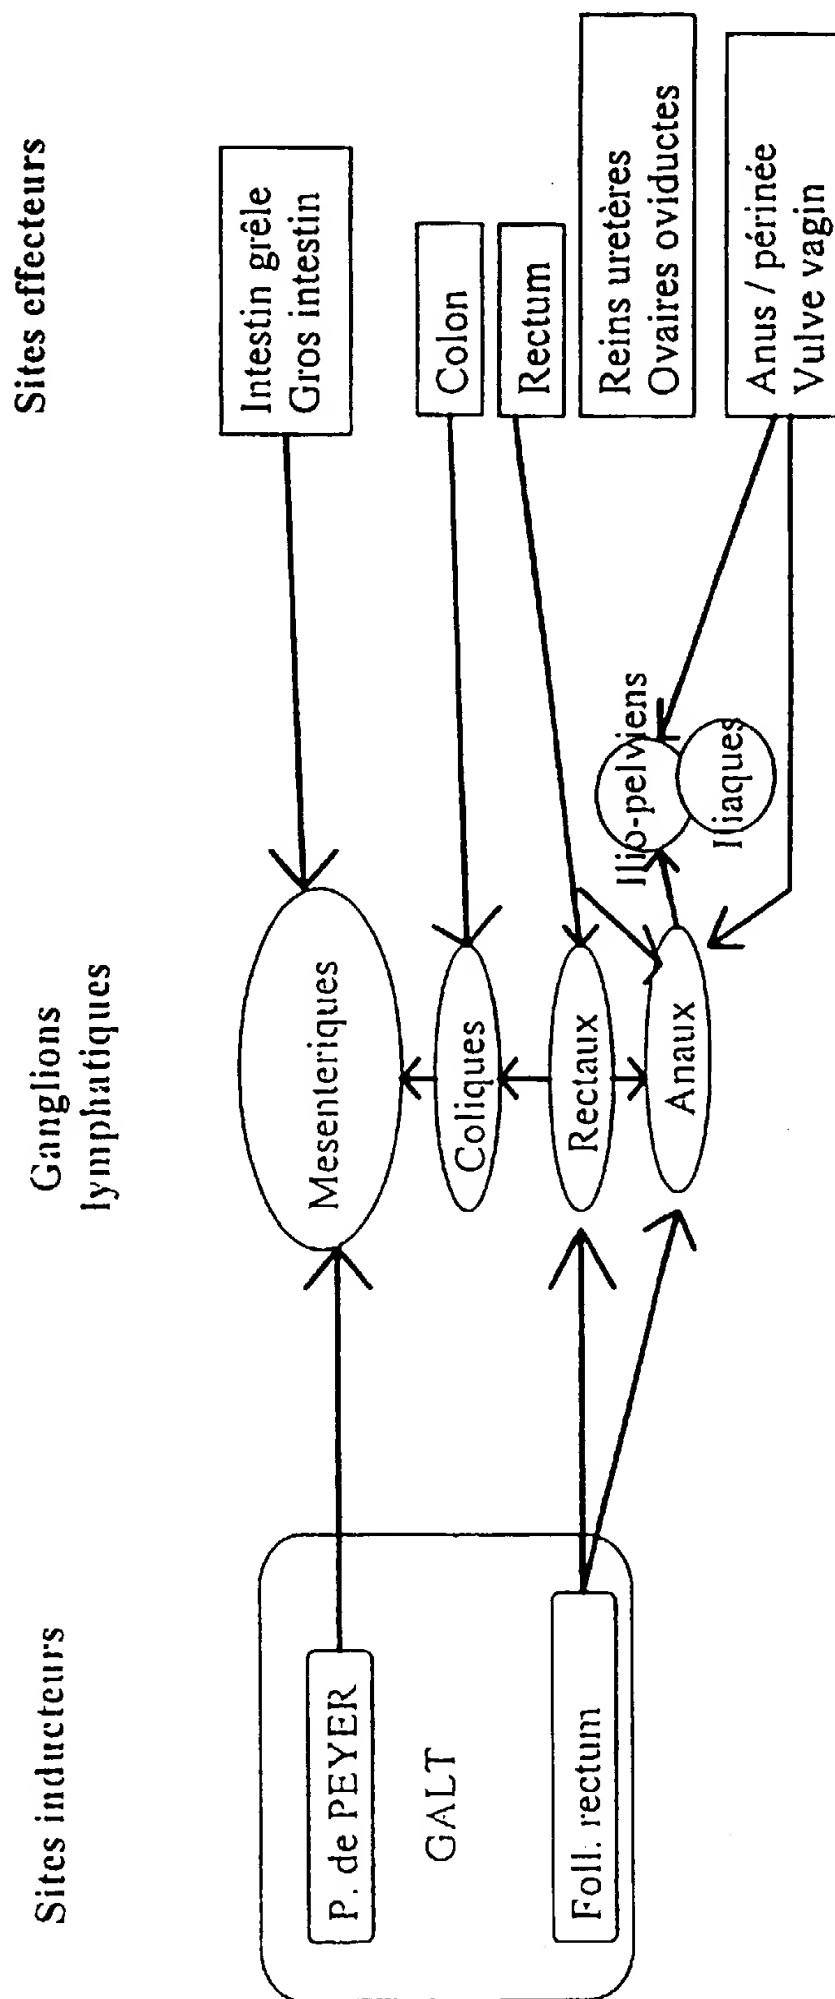 Sites inducteurs
Ganglions
lymphatiques
Sites effecteurs
P. de PEYER
GALT
Foll. rectum
Mesenteriques
Coliques
Rectaux
Anaux
Ilio-pelviens
Iliaques
Intestin grêle
Gros intestin
Colon
Rectum
Reins uretères
Ovaires oviductes
Anus / périnée
Vulve vagin